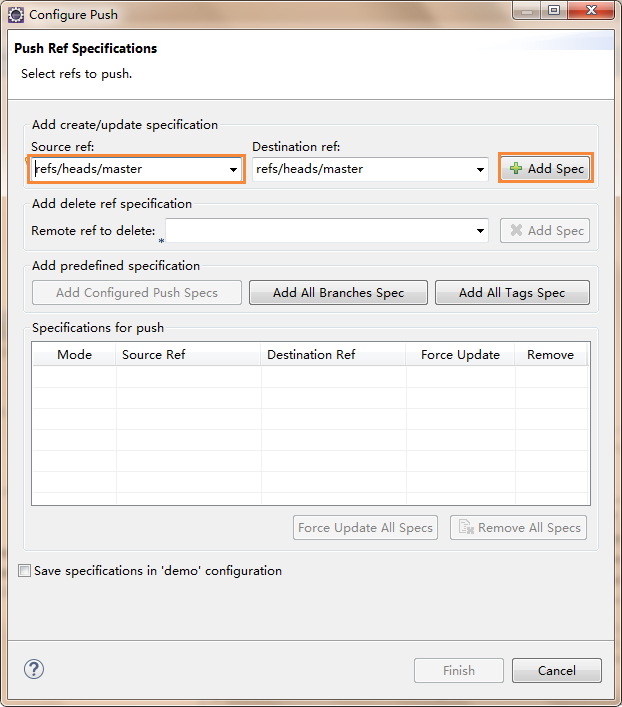 Configure Push
Push Ref Specifications
Select refs to push.
Add create/update specification
Source ref: Destination ref:
refs/heads/master refs/heads/master Add Spec
Add delete ref specification
Remote ref to delete: * Add Spec
Add predefined specification
Add Configured Push Specs Add All Branches Spec Add All Tags Spec
Specifications for push
Mode Source Ref Destination Ref Force Update Remove
Force Update All Specs Remove All Specs
Save specifications in 'demo' configuration
? Finish Cancel